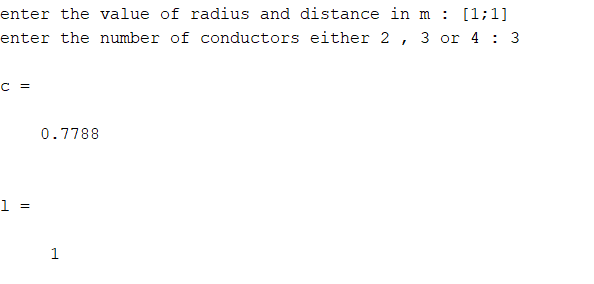 enter the value of radius and distance in m : [1;1]
enter the number of conductors either 2 , 3 or 4 : 3
c =
0.7788
l =
1